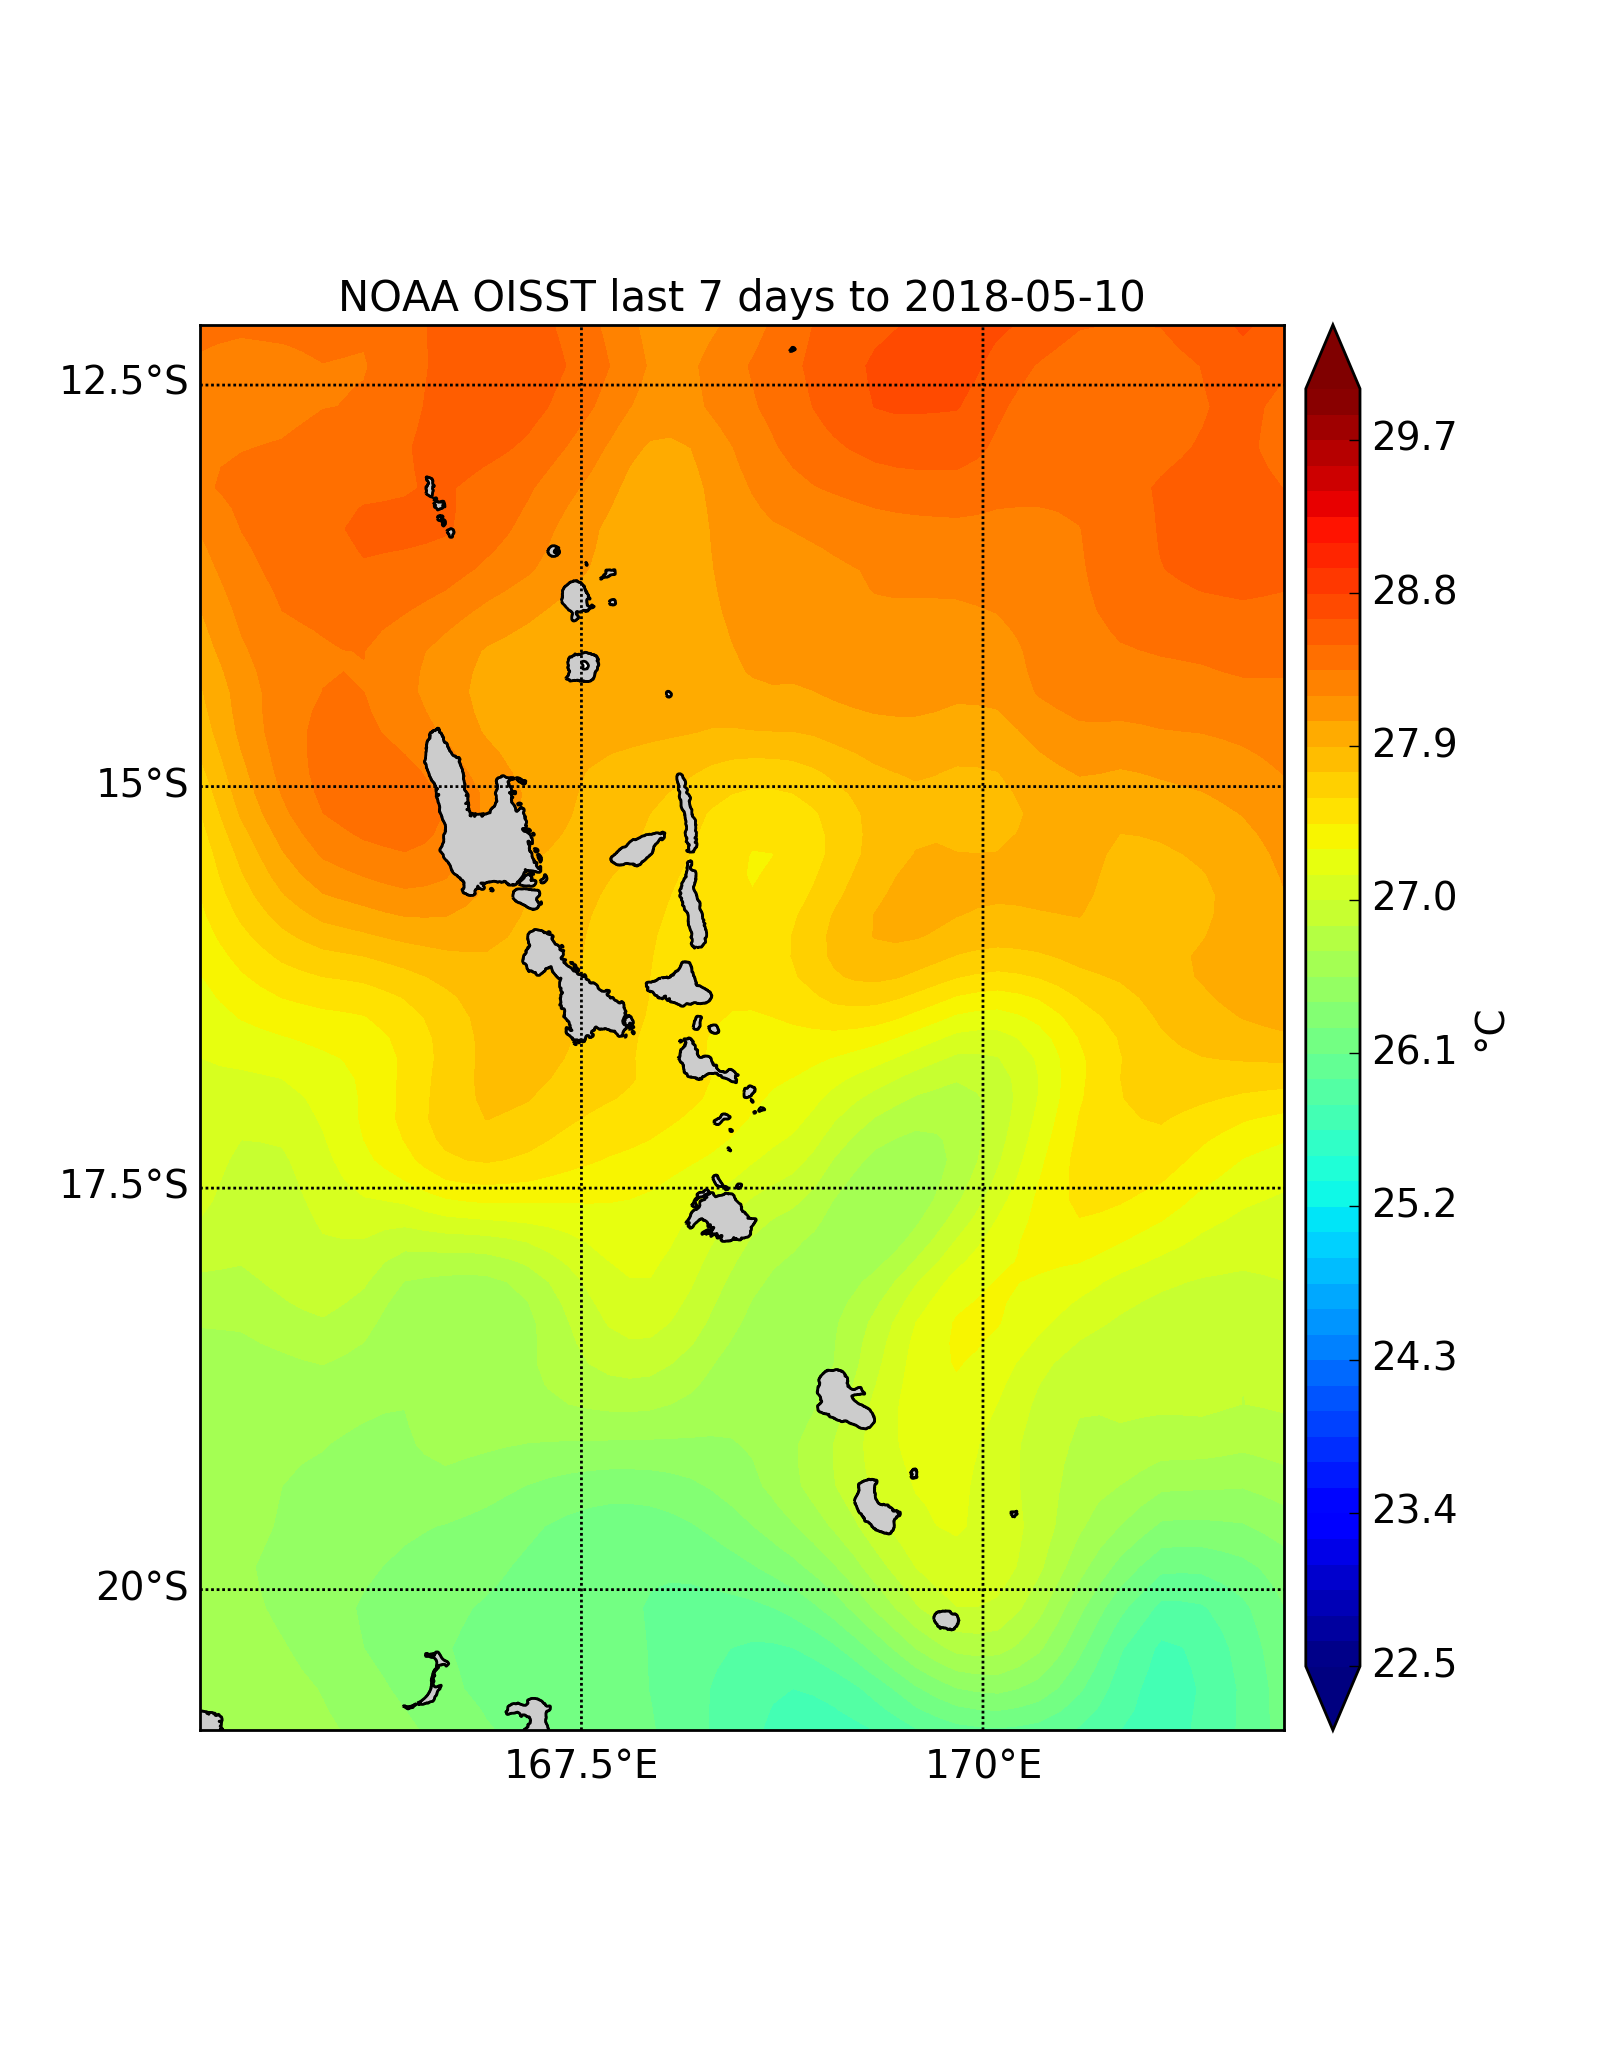 NOAA OISST last 7 days to 2018-05-10
12.5°S
15°S
17.5°S
20°S
167.5°E
170°E
29.7
28.8
27.9
27.0
26.1
25.2
24.3
23.4
22.5
°C